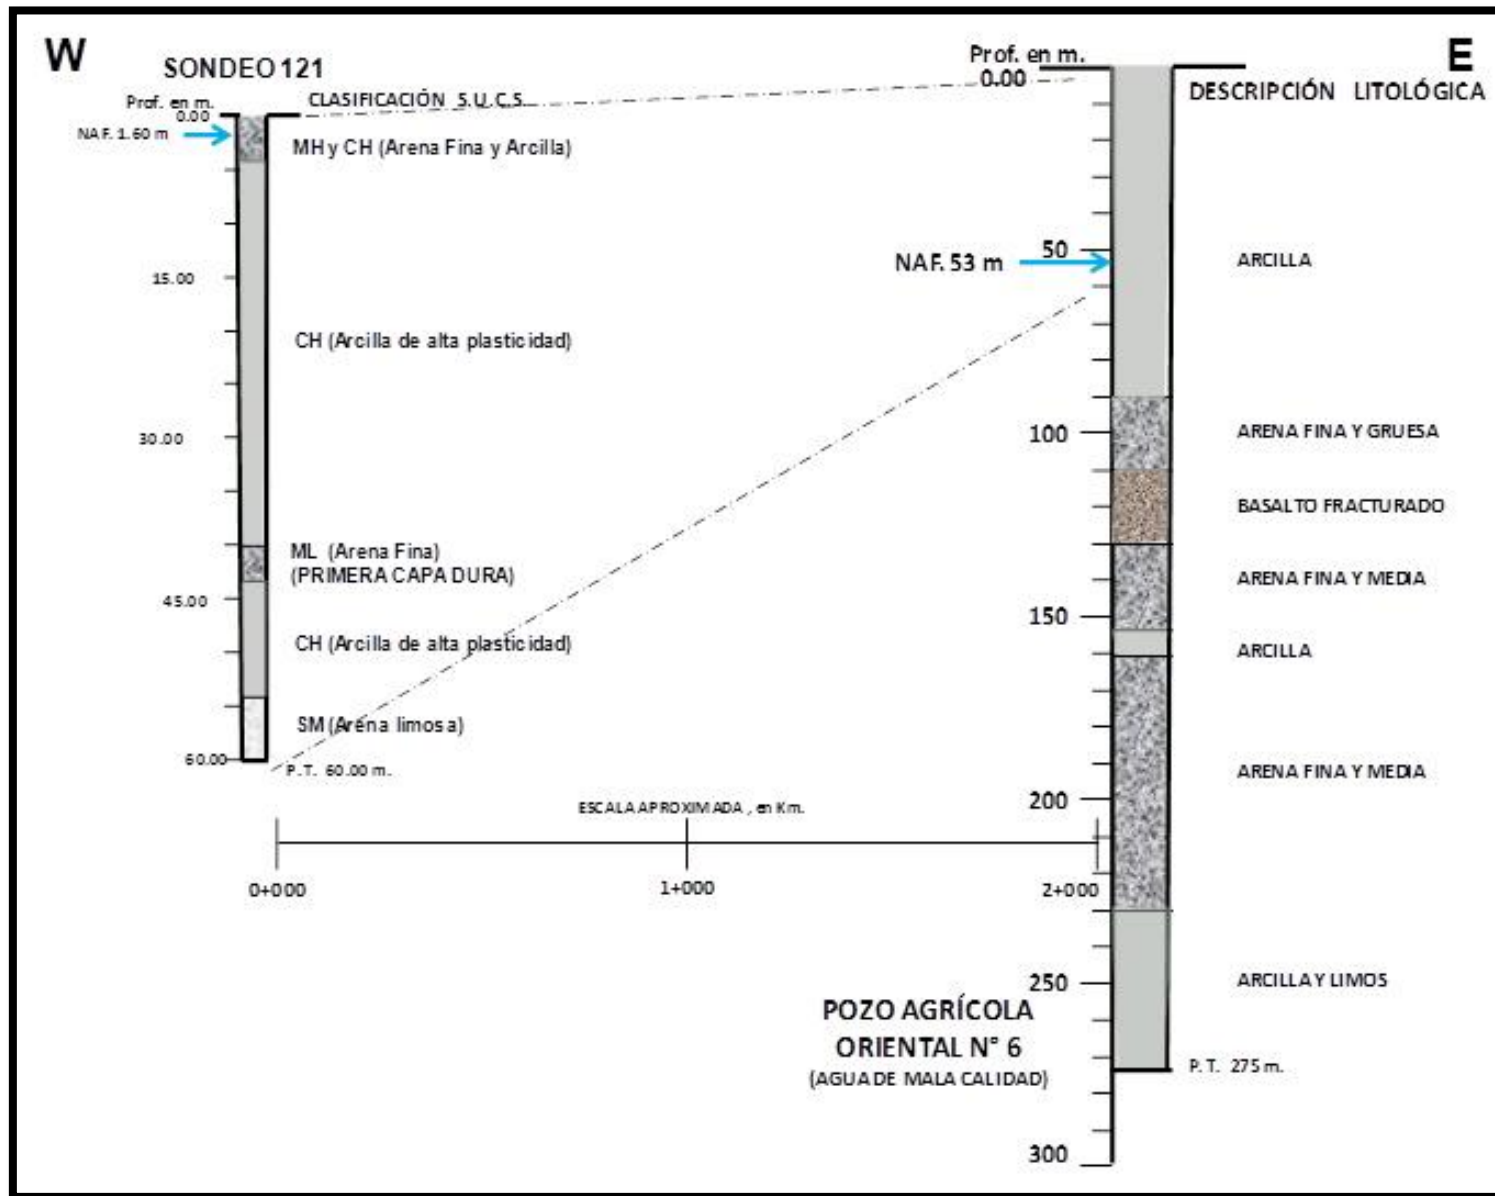 W
E
SONDEO 121
Prof. en m.
0.00
CLASIFICACIÓN S.U.C.S.
NAF. 1.60 m
MH y CH (Arena Fina y Arcilla)
15.00
CH (Arcilla de alta plasticidad)
30.00
ML (Arena Fina)
(PRIMERA CAPA DURA)
45.00
CH (Arcilla de alta plasticidad)
SM (Arena limosa)
60.00
P.T. 60.00 m.
ESCALA APROXIMADA , en Km.
0+000
1+000
2+000
Prof. en m.
0.00
DESCRIPCIÓN LITOLÓGICA
50
NAF. 53 m
ARCILLA
100
ARENA FINA Y GRUESA
BASALTO FRACTURADO
ARENA FINA Y MEDIA
150
ARCILLA
ARENA FINA Y MEDIA
200
250
ARCILLA Y LIMOS
POZO AGRÍCOLA
ORIENTAL N° 6
(AGUA DE MALA CALIDAD)
P.T. 275 m.
300